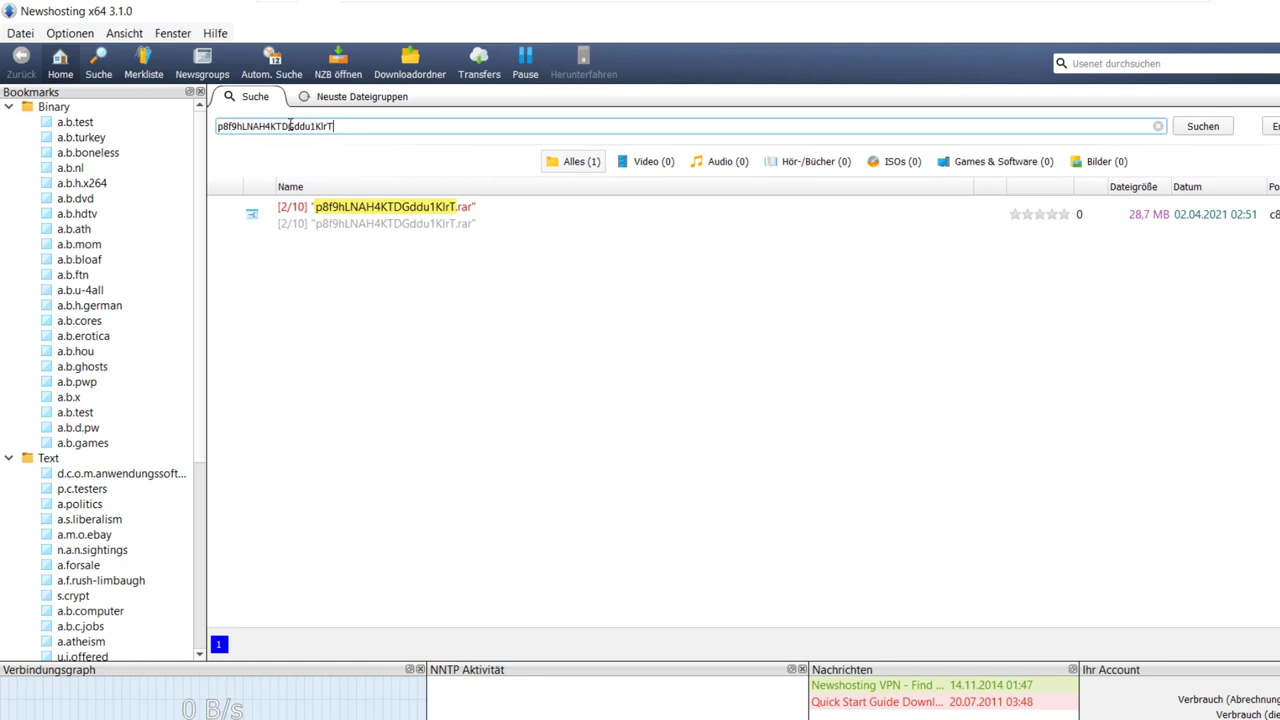 Newshosting x64 3.1.0
Datei Optionen Ansicht Fenster Hilfe
Zurück Home Suche Merkliste Newsgroups Autom. Suche NZB öffnen Downloadordner Transfers Pause Herunterfahren
Usenet durchsuchen
Bookmarks
Binary
a.b.test
a.b.turkey
a.b.boneless
a.b.nl
a.b.h.x264
a.b.dvd
a.b.hdtv
a.b.ath
a.b.mom
a.b.bloaf
a.b.ftn
a.b.u-4all
a.b.h.german
a.b.cores
a.b.erotica
a.b.hou
a.b.ghosts
a.b.pwp
a.b.x
a.b.test
a.b.d.pw
a.b.games
Text
d.c.o.m.anwendungssoft...
p.c.testers
a.politics
a.s.liberalism
a.m.o.ebay
n.a.n.sightings
a.forsale
a.f.rush-limbaugh
s.crypt
a.b.computer
a.b.c.jobs
a.atheism
u.i.offered
Suche Neuste Dateigruppen
p8f9hLNAH4KTDGddu1KlrT
Suchen
Alles (1) Video (0) Audio (0) Hör-/Bücher (0) ISOs (0) Games & Software (0) Bilder (0)
Name Dateigröße Datum
[2/10] "p8f9hLNAH4KTDGddu1KlrT.rar" 0 28,7 MB 02.04.2021 02:51 c8
[2/10] "p8f9hLNAH4KTDGddu1KlrT.rar"
1
Verbindungsgraph
0 B/s
NNTP Aktivität
Nachrichten
Newshosting VPN - Find ... 14.11.2014 01:47
Quick Start Guide Downl... 20.07.2011 03:48
Ihr Account
Verbrauch (Abrechnung
Verbrauch (die